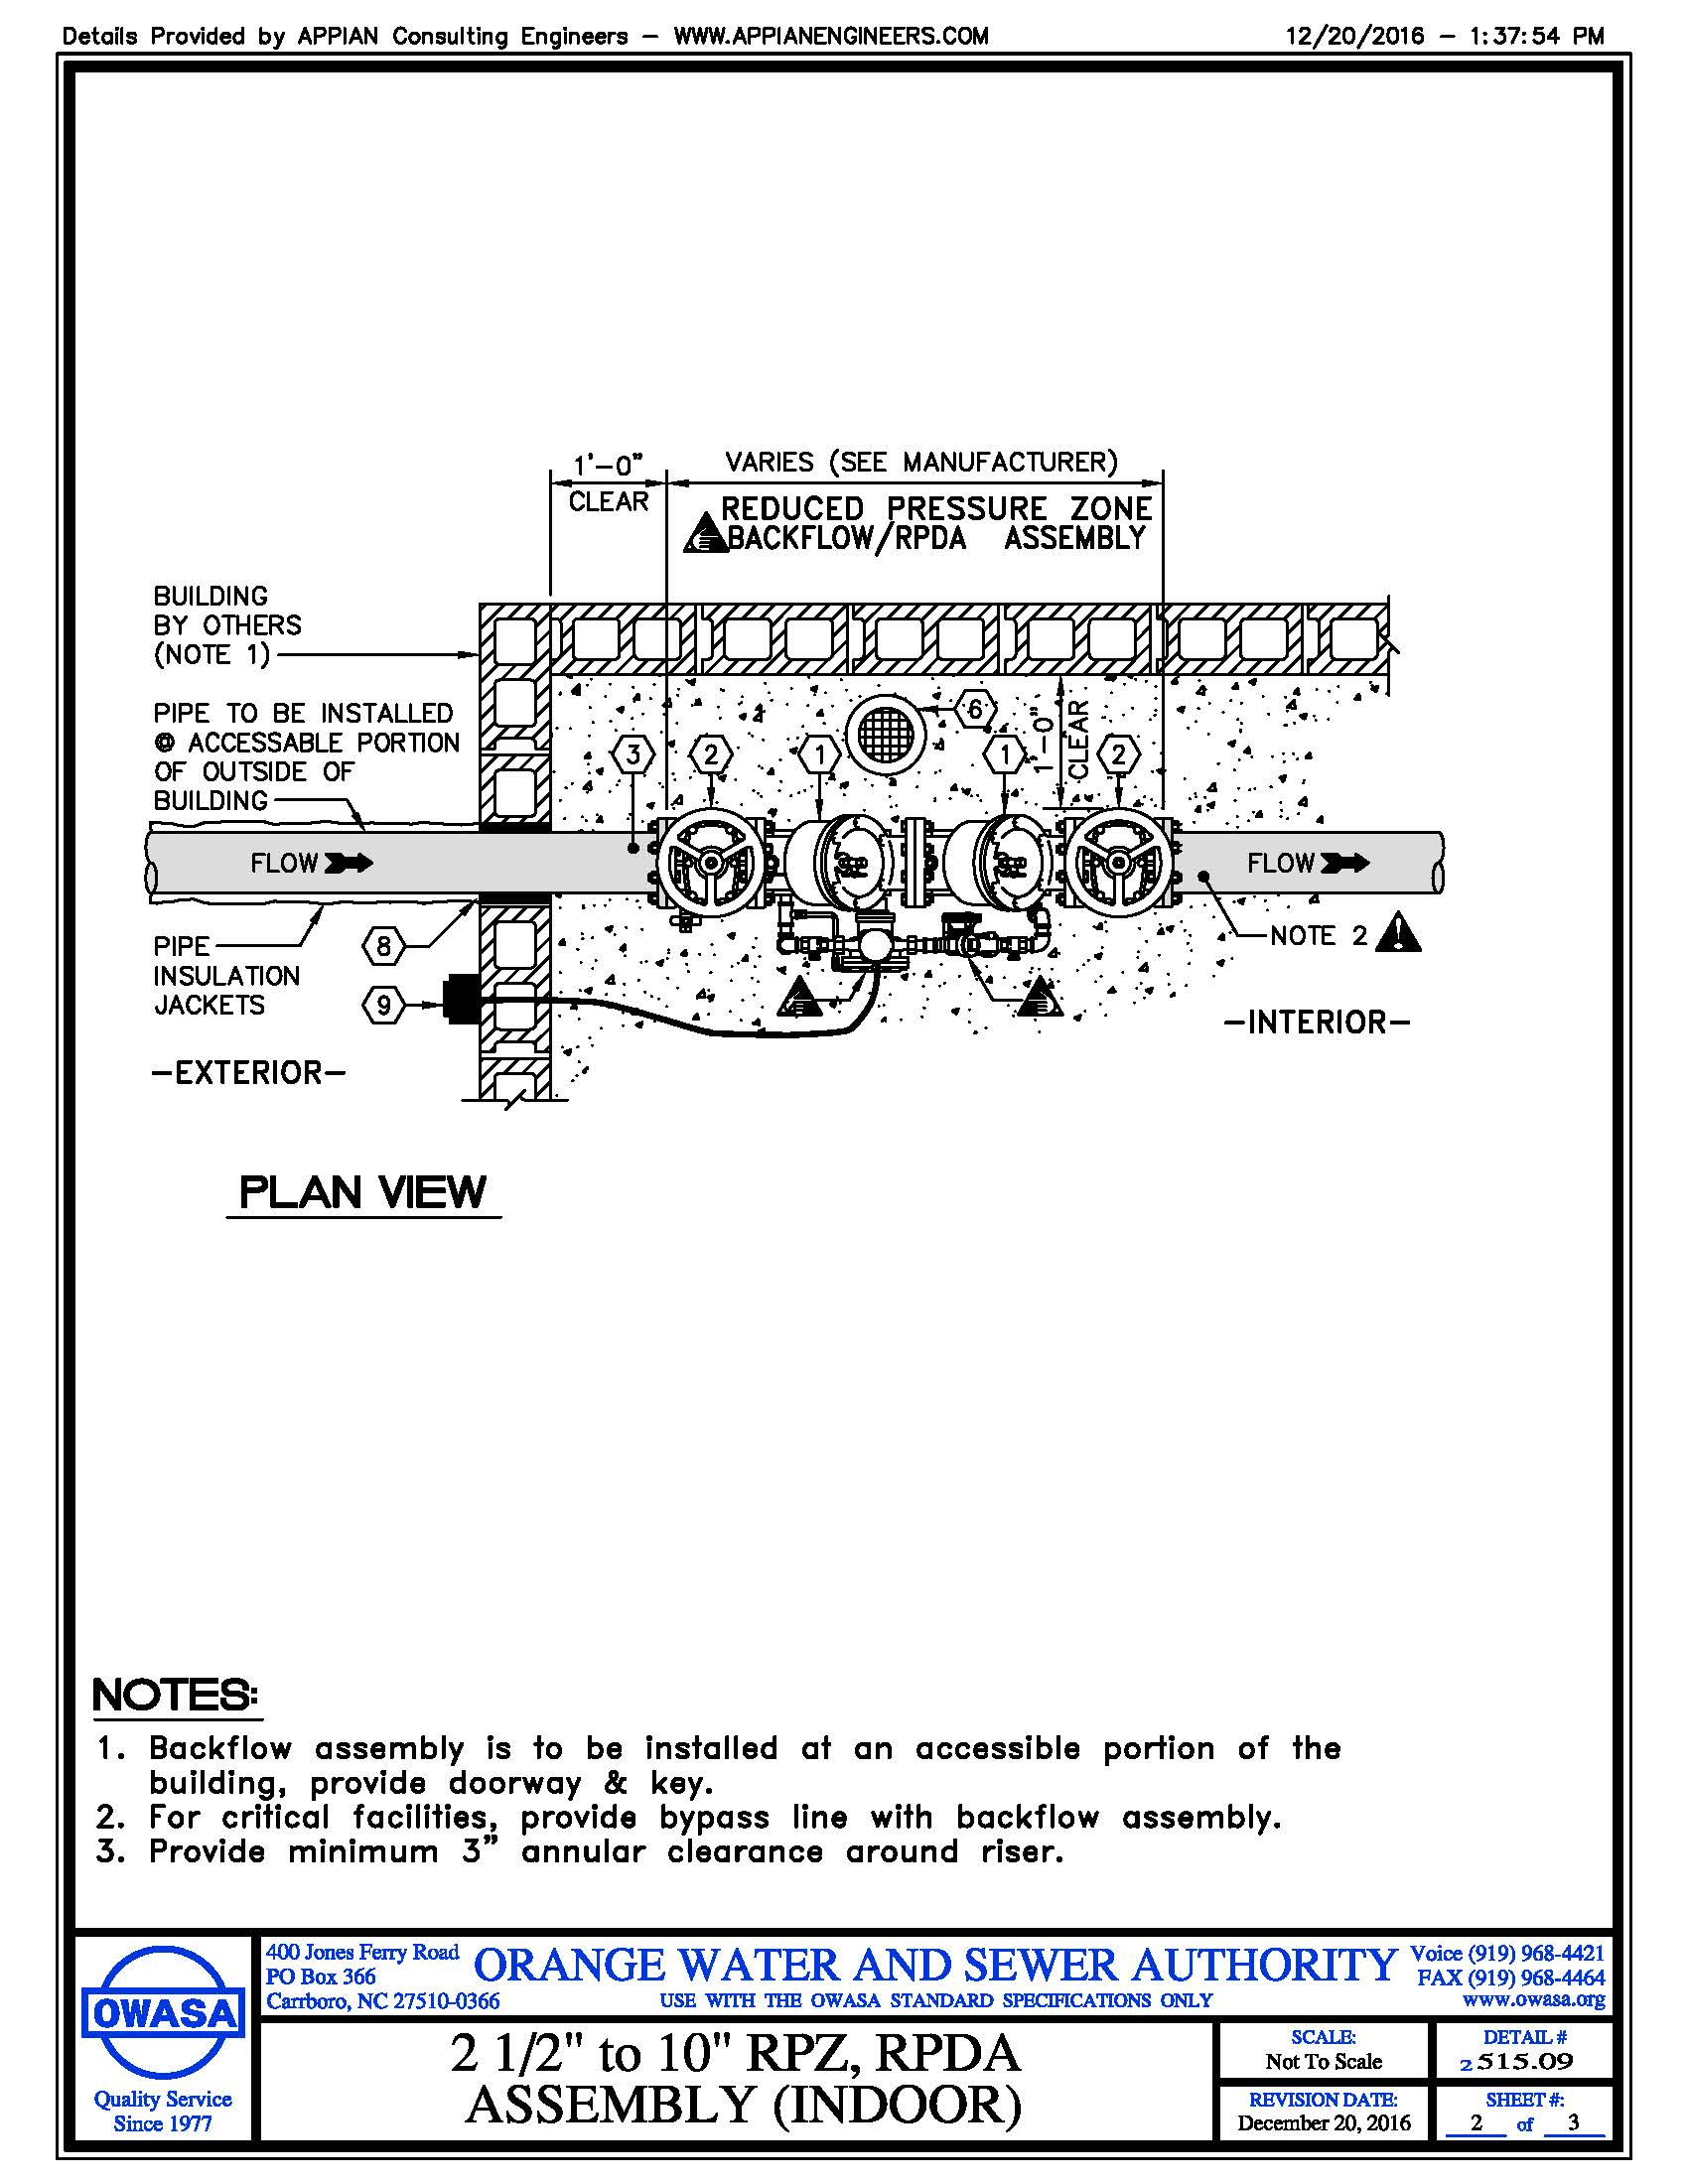 Details Provided by APPIAN Consulting Engineers – WWW.APPIANENGINEERS.COM
12/20/2016 – 1:37:54 PM
1'–0"
CLEAR
VARIES (SEE MANUFACTURER)
REDUCED PRESSURE ZONE
BACKFLOW/RPDA ASSEMBLY
BUILDING
BY OTHERS
(NOTE 1)
PIPE TO BE INSTALLED
@ ACCESSABLE PORTION
OF OUTSIDE OF
BUILDING
3
2
1
6
1
1'–0"
CLEAR
2
FLOW
FLOW
PIPE
INSULATION
JACKETS
8
9
NOTE 2
–INTERIOR–
–EXTERIOR–
PLAN VIEW
NOTES:
1. Backflow assembly is to be installed at an accessible portion of the
building, provide doorway & key.
2. For critical facilities, provide bypass line with backflow assembly.
3. Provide minimum 3" annular clearance around riser.
OWASA
Quality Service
Since 1977
400 Jones Ferry Road
PO Box 366
Carrboro, NC 27510-0366
ORANGE WATER AND SEWER AUTHORITY
USE WITH THE OWASA STANDARD SPECIFICATIONS ONLY
Voice (919) 968-4421
FAX (919) 968-4464
www.owasa.org
2 1/2" to 10" RPZ, RPDA
ASSEMBLY (INDOOR)
SCALE:
Not To Scale
DETAIL #
2 515.09
REVISION DATE:
December 20, 2016
SHEET #:
2 of 3